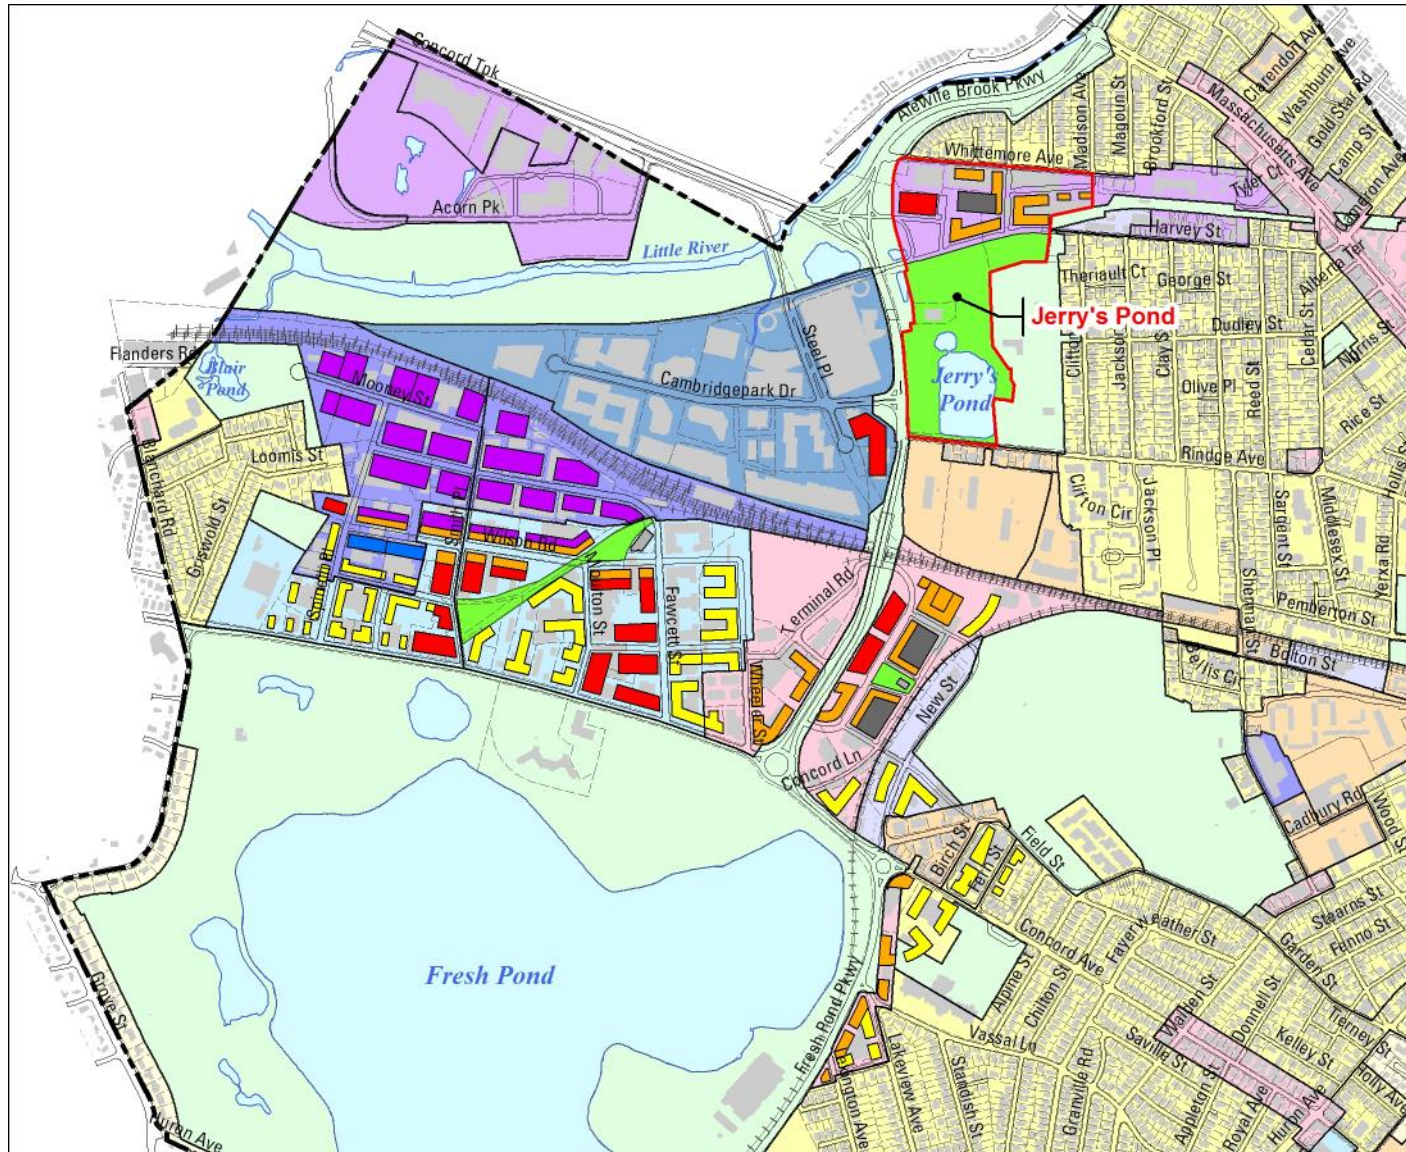 Concord Tpk
Alewife Brook Pkwy
Clarendon Av
Washburn Ave
Gold Star Rd
Camp St
Cameron Ave
Massachusetts Ave
Madison Ave
Magoun St
Brookford St
Whittemore Ave
Tyler Ct
Acorn Pk
Harvey St
Little River
Alberta Ter
Theriault Ct
George St
Jerry's Pond
Dudley St
Cedar St
Norris St
Flanders Rd
Steel Pl
Blair
Pond
Mooney St
Cambridgepark Dr
Jerry's
Pond
Jackson
Clay St
Olive Pl
Reed St
Rice St
Loomis St
Rindge Ave
Blanchard Rd
Griswold St
Clifton Cir
Jackson Pl
Sargent St
Middlesex St
Wilson Rd
Fawcett St
Terminal Rd
Sherman St
Pemberton St
Bolton St
Bellis Cir
Wheeler St
New St
Concord Ln
Cadbury Rd
Wood St
Birch St
Fern St
Field St
Stearns St
Fenno St
Garden St
Fayerweather St
Concord Ave
Fresh Pond
Alpine St
Chilton St
Grove St
Fresh Pond Pkwy
Vassal Ln
Walden St
Donnell St
Tierney St
Kelley St
Saville St
Holly Ave
Lakeview Ave
Standish St
Granville Rd
Appleton St
Royal Ave
Huron Ave
Huron Ave